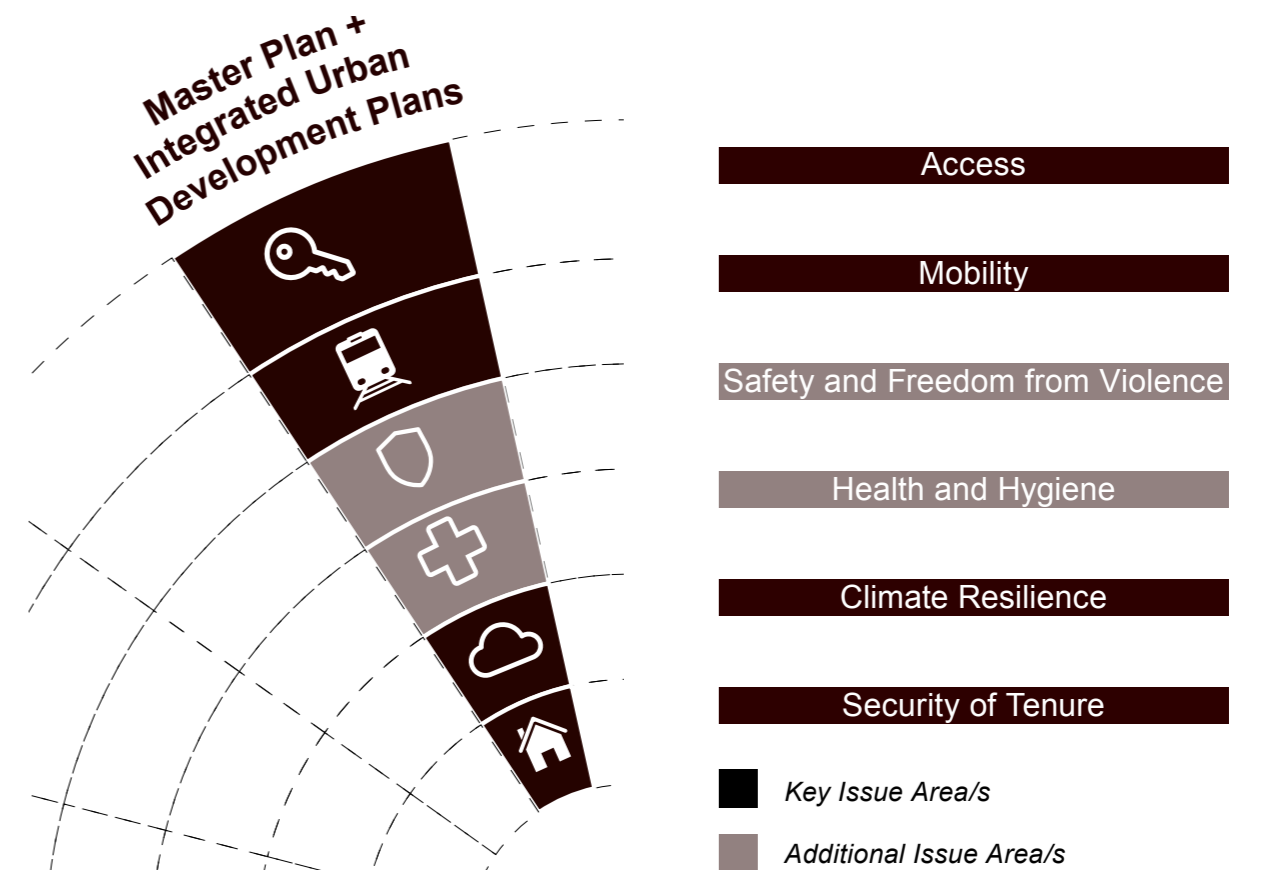 Master Plan +
Integrated Urban
Development Plans
Access
Mobility
Safety and Freedom from Violence
Health and Hygiene
Climate Resilience
Security of Tenure
Key Issue Area/s
Additional Issue Area/s